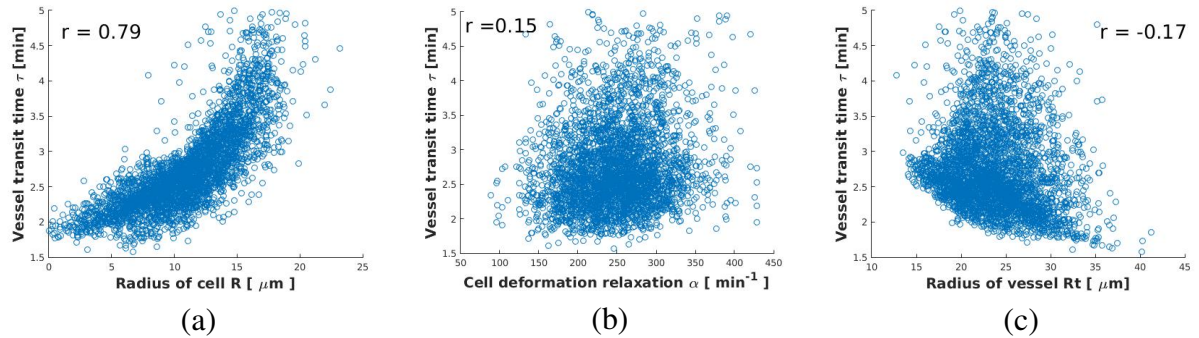 r = 0.79
Vessel transit time τ [min]
5
4.5
4
3.5
3
2.5
2
1.5
0 5 10 15 20 25
Radius of cell R [ μm ]
(a)
r =0.15
Vessel transit time τ [min]
5
4.5
4
3.5
3
2.5
2
1.5
50 100 150 200 250 300 350 400 450
Cell deformation relaxation α [ min-1 ]
(b)
r = -0.17
Vessel transit time τ [min]
5
4.5
4
3.5
3
2.5
2
1.5
10 15 20 25 30 35 40 45
Radius of vessel Rt [ μm]
(c)